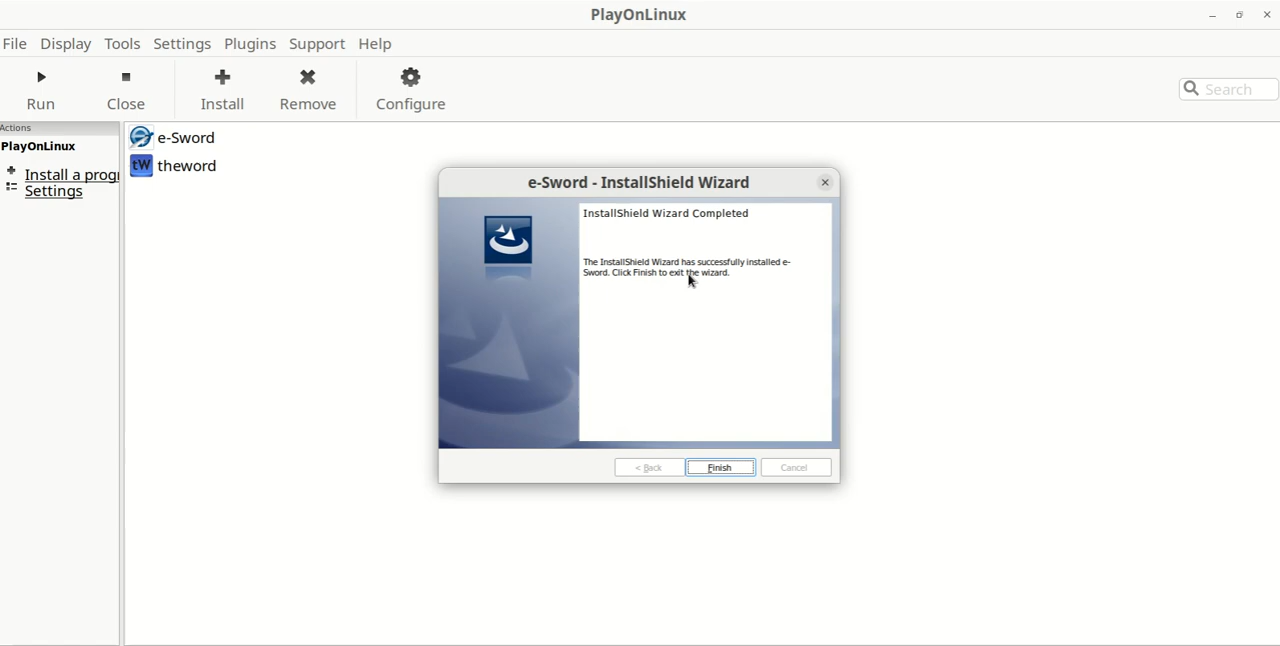 PlayOnLinux
File Display Tools Settings Plugins Support Help
Run Close Install Remove Configure Search
Actions
PlayOnLinux
Install a progr
Settings
e-Sword
tW theword
e-Sword - InstallShield Wizard
InstallShield Wizard Completed
The InstallShield Wizard has successfully installed e-
Sword. Click Finish to exit the wizard.
< Back Finish Cancel